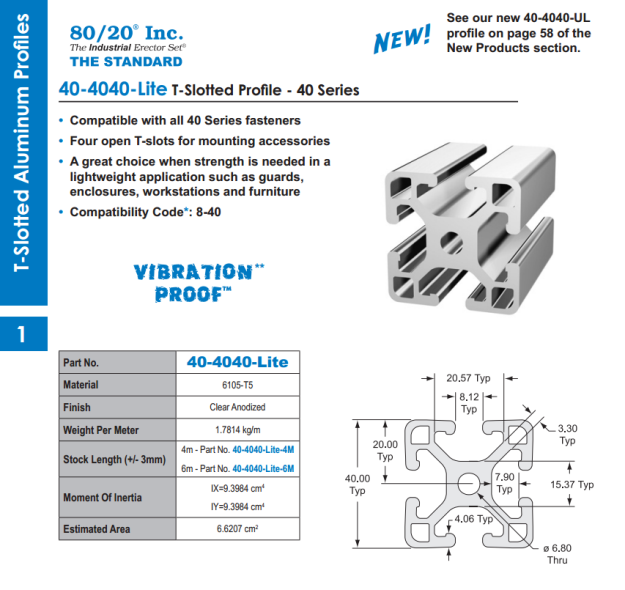 T-Slotted Aluminum Profiles
1
80/20® Inc.
The Industrial Erector Set®
THE STANDARD
NEW!
See our new 40-4040-UL
profile on page 58 of the
New Products section.
40-4040-Lite T-Slotted Profile - 40 Series
• Compatible with all 40 Series fasteners
• Four open T-slots for mounting accessories
• A great choice when strength is needed in a
lightweight application such as guards,
enclosures, workstations and furniture
• Compatibility Code*: 8-40
VIBRATION**
PROOF™
Part No. 40-4040-Lite
Material 6105-T5
Finish Clear Anodized
Weight Per Meter 1.7814 kg/m
Stock Length (+/- 3mm) 4m - Part No. 40-4040-Lite-4M
6m - Part No. 40-4040-Lite-6M
Moment Of Inertia IX=9.3984 cm⁴
IY=9.3984 cm⁴
Estimated Area 6.6207 cm²
20.57 Typ
8.12
Typ
3.30
Typ
20.00
Typ
40.00
Typ
7.90
Typ
15.37 Typ
4.06 Typ
ø 6.80
Thru